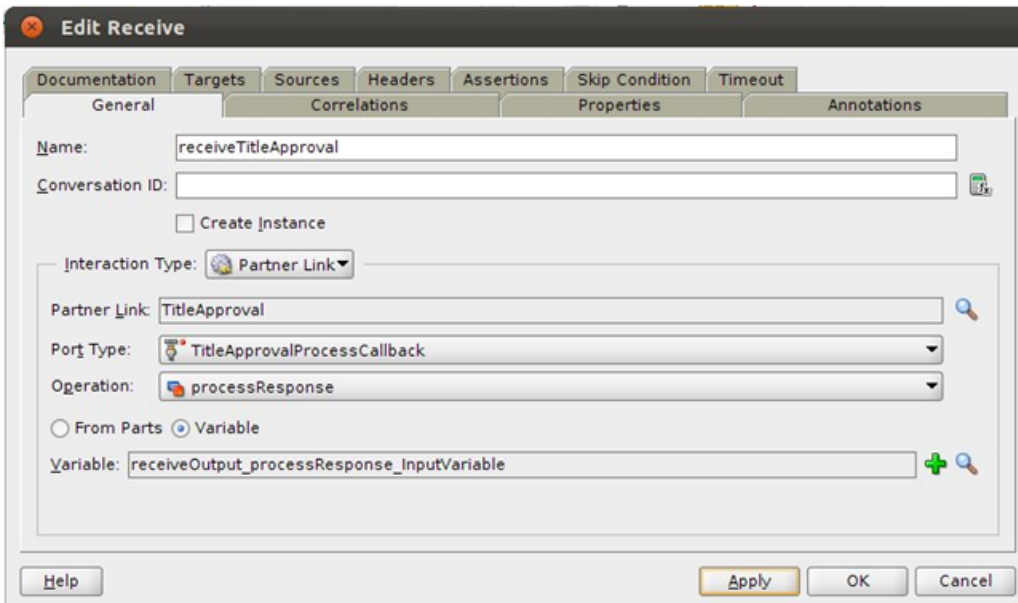 Edit Receive
Documentation Targets Sources Headers Assertions Skip Condition Timeout
General Correlations Properties Annotations
Name: receiveTitleApproval
Conversation ID:
Create Instance
Interaction Type: Partner Link
Partner Link: TitleApproval
Port Type: TitleApprovalProcessCallback
Operation: processResponse
From Parts Variable
Variable: receiveOutput_processResponse_InputVariable
Help Apply OK Cancel